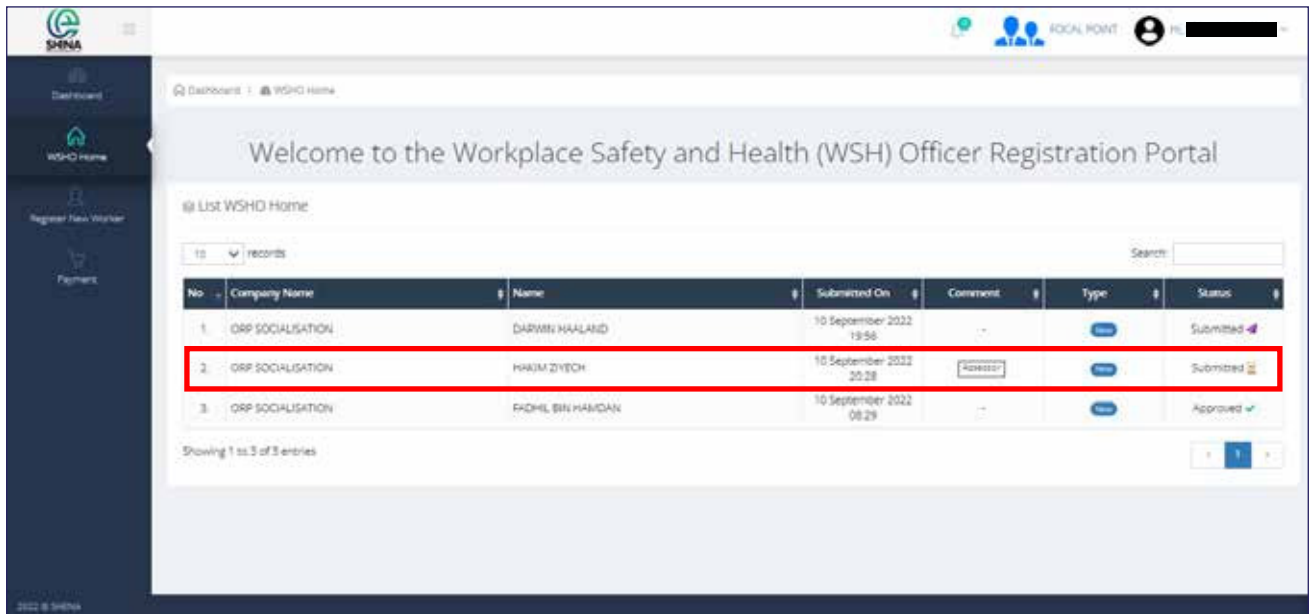 e
SHENA
FOCAL POINT
Hi,
Dashboard
Dashboard / WSHO Home
WSHO Home
Welcome to the Workplace Safety and Health (WSH) Officer Registration Portal
Register New Worker
List WSHO Home
10 records
Search:
Payment
No Company Name Name Submitted On Comment Type Status
1. ORP SOCIALISATION DARWIN HAALAND 10 September 2022 19:56 - New Submitted
2. ORP SOCIALISATION HAKIM ZIYECH 10 September 2022 20:28 Assessor New Submitted
3. ORP SOCIALISATION FADHIL BIN HAMDAN 10 September 2022 08:29 - New Approved
Showing 1 to 3 of 3 entries
1
2022 © SHENA